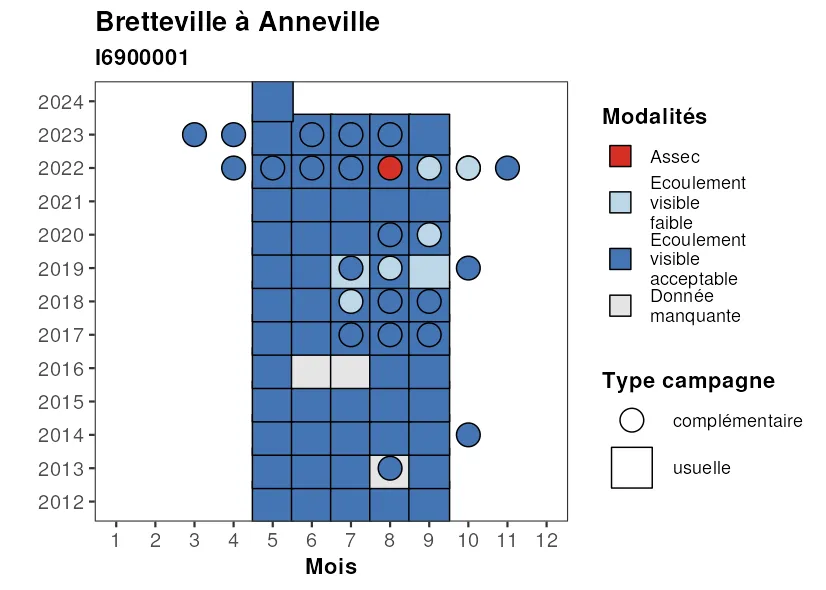 Bretteville à Anneville
I6900001
2024
2023
2022
2021
2020
2019
2018
2017
2016
2015
2014
2013
2012
1 2 3 4 5 6 7 8 9 10 11 12
Mois
Modalités
Assec
Ecoulement
visible
faible
Ecoulement
visible
acceptable
Donnée
manquante
Type campagne
complémentaire
usuelle